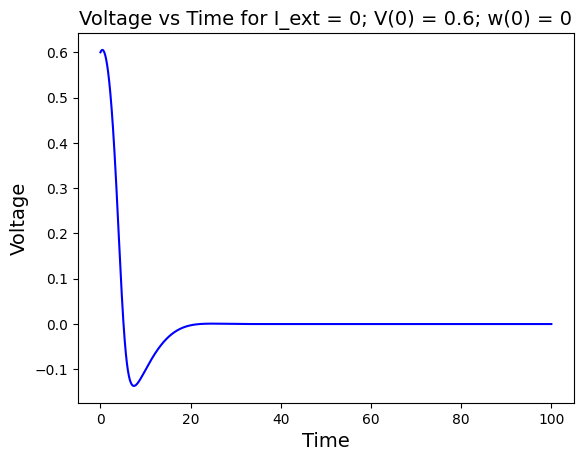 Voltage vs Time for I_ext = 0; V(0) = 0.6; w(0) = 0
0.6
0.5
0.4
0.3
0.2
0.1
0.0
−0.1
Voltage
0 20 40 60 80 100
Time